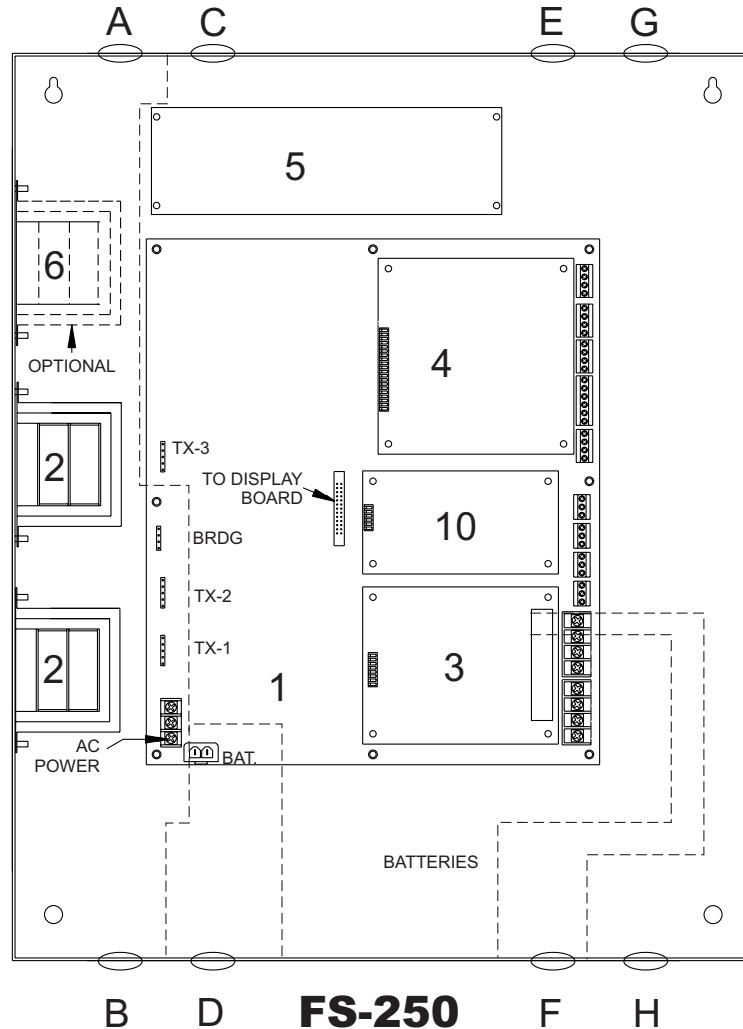 A C E G
5
6
OPTIONAL
4
2
TX-3
TO DISPLAY
BOARD
10
BRDG
TX-2
TX-1
2
1
3
AC
POWER
BAT.
BATTERIES
B D FS-250 F H